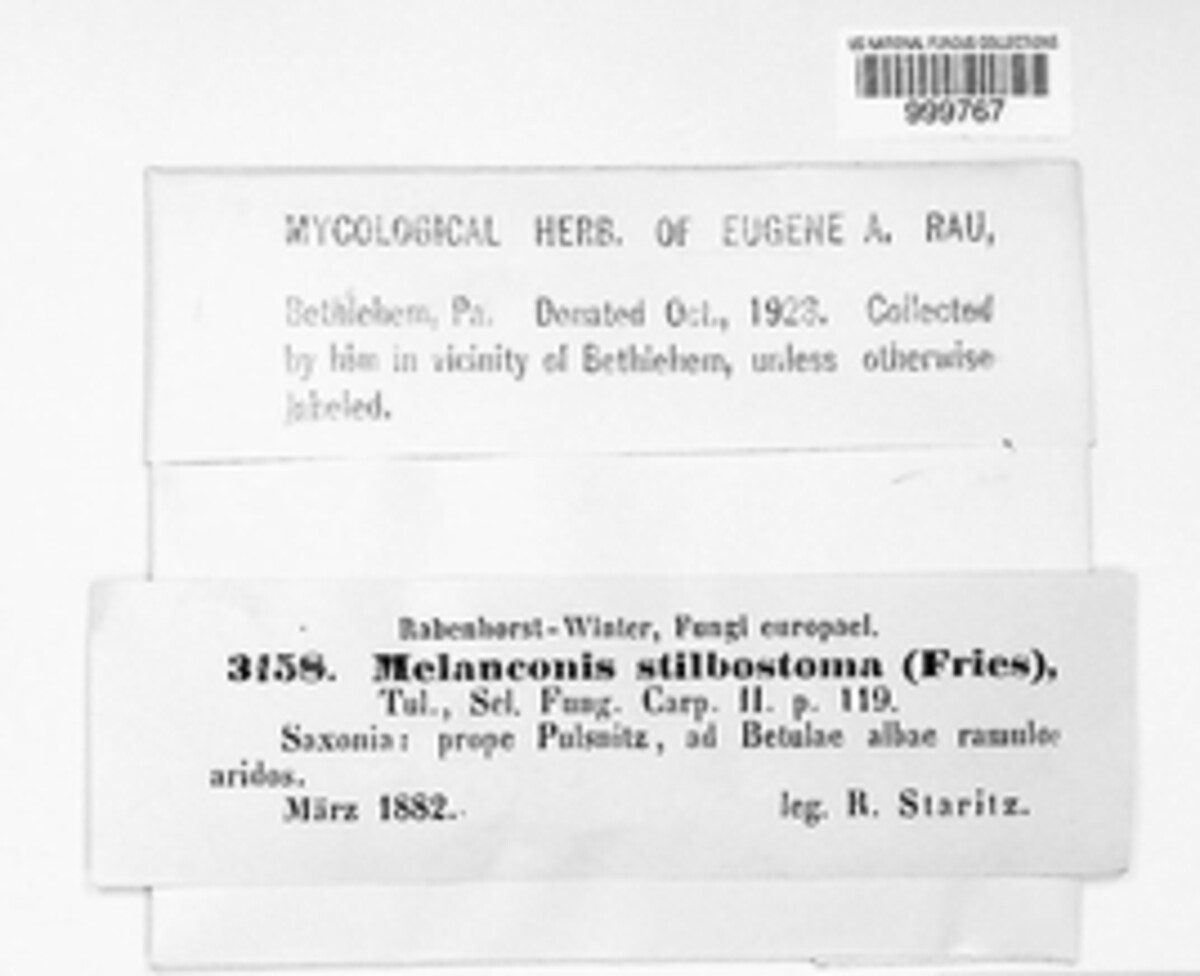 US NATIONAL FUNGUS COLLECTIONS
999767
MYCOLOGICAL HERB. OF EUGENE A. RAU,
Bethlehem, Pa. Donated Oct., 1923. Collected
by him in vicinity of Bethlehem, unless otherwise
labeled.
Rabenhorst-Winter, Fungi europaei.
3458. Melanconis stilbostoma (Fries),
Tul., Sel. Fung. Carp. II. p. 119.
Saxonia: prope Pulsnitz, ad Betulae albae ramulos
aridos.
März 1882.
leg. R. Staritz.